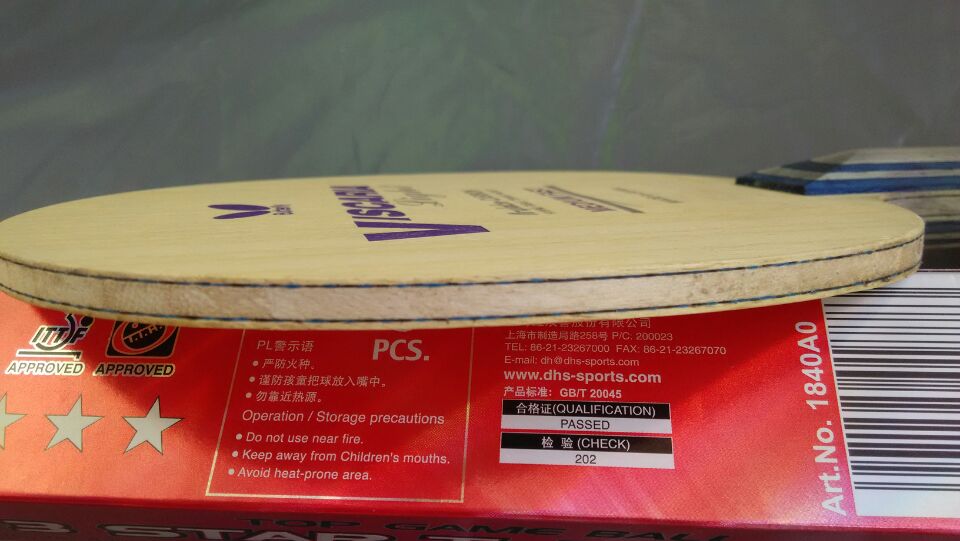 VISCARIA
ITTF
APPROVED
T.T.A.
APPROVED
PL警示语
PCS.
• 严防火种。
• 谨防孩童把球放入嘴中。
• 勿靠近热源。
Operation / Storage precautions
• Do not use near fire.
• Keep away from Children's mouths.
• Avoid heat-prone area.
上海市制造局路258号 P/C. 200023
TEL: 86-21-23267000 FAX: 86-21-23267070
E-mail: dh@dhs-sports.com
www.dhs-sports.com
产品标准: GB/T 20045
合格证(QUALIFICATION)
PASSED
检 验 (CHECK)
202
Art.No. 1840A0
3 STAR
TOP GAME BALL